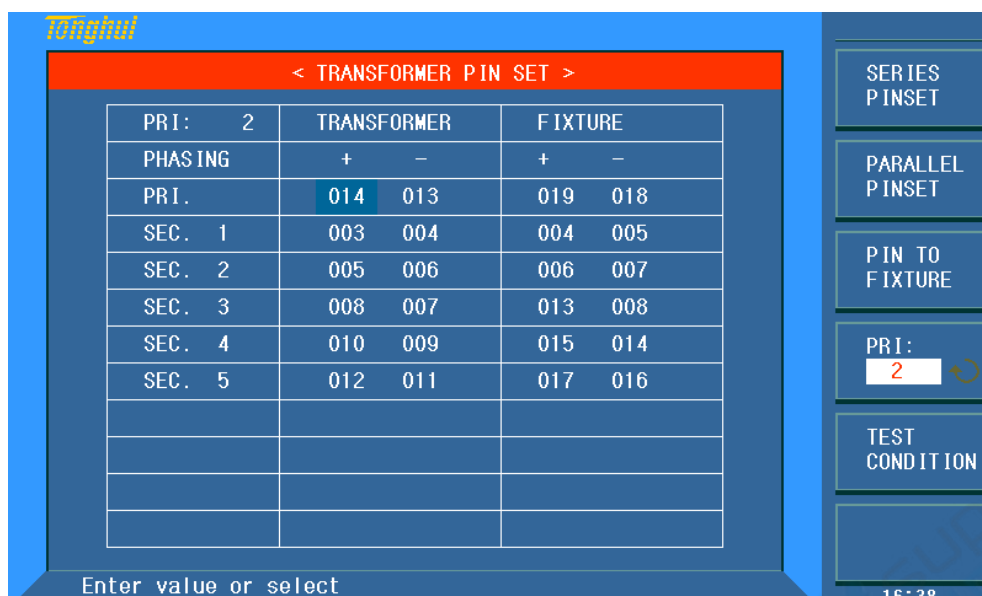 Tonghui
< TRANSFORMER PIN SET >
PRI: 2 TRANSFORMER FIXTURE
PHASING + - + -
PRI. 014 013 019 018
SEC. 1 003 004 004 005
SEC. 2 005 006 006 007
SEC. 3 008 007 013 008
SEC. 4 010 009 015 014
SEC. 5 012 011 017 016
Enter value or select
SERIES
PINSET
PARALLEL
PINSET
PIN TO
FIXTURE
PRI:
2
TEST
CONDITION
16:38